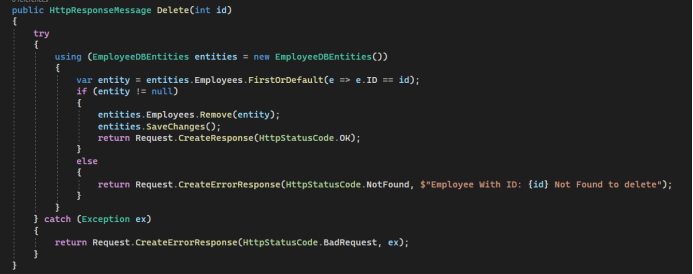 public HttpResponseMessage Delete(int id)
{
    try
    {
        using (EmployeeDBEntities entities = new EmployeeDBEntities())
        {
            var entity = entities.Employees.FirstOrDefault(e => e.ID == id);
            if (entity != null)
            {
                entities.Employees.Remove(entity);
                entities.SaveChanges();
                return Request.CreateResponse(HttpStatusCode.OK);
            }
            else
            {
                return Request.CreateErrorResponse(HttpStatusCode.NotFound, $"Employee With ID: {id} Not Found to delete");
            }
        }
    } catch (Exception ex)
    {
        return Request.CreateErrorResponse(HttpStatusCode.BadRequest, ex);
    }
}